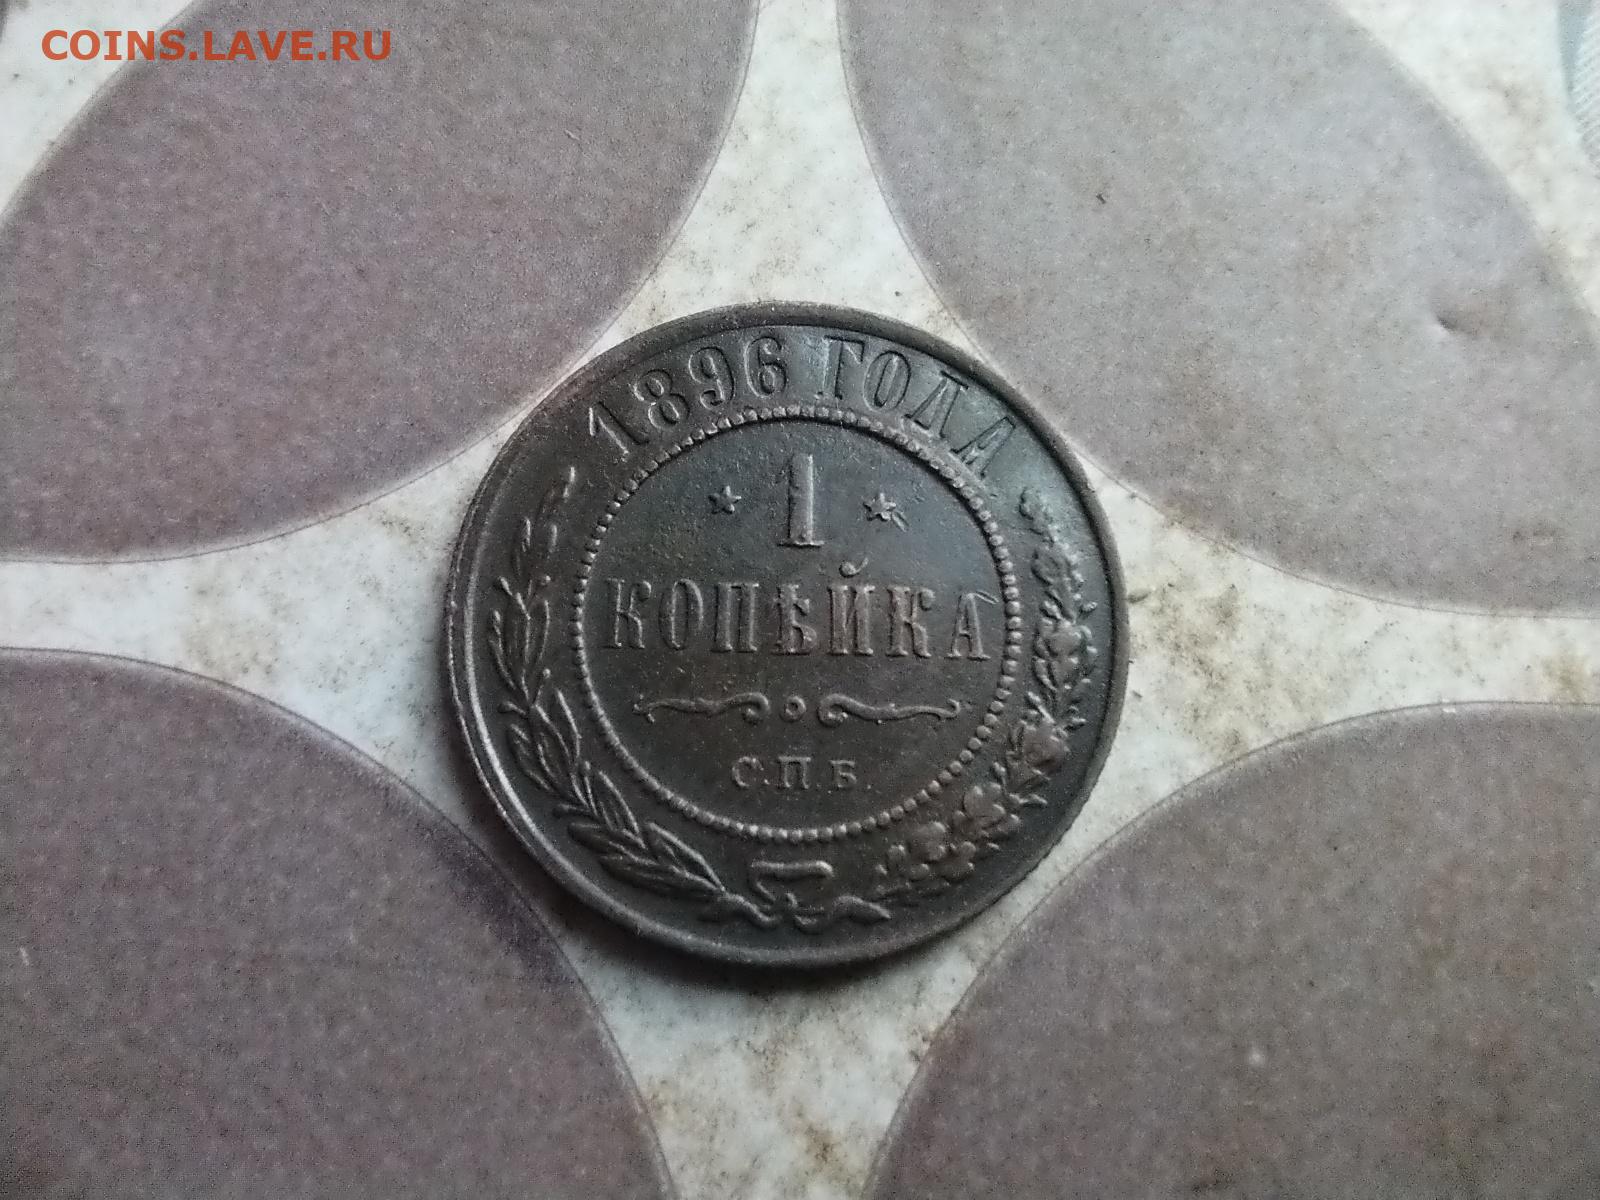 COINS.LAVE.RU
1896 ГОДА
1
КОПѢЙКА
С.П.Б.